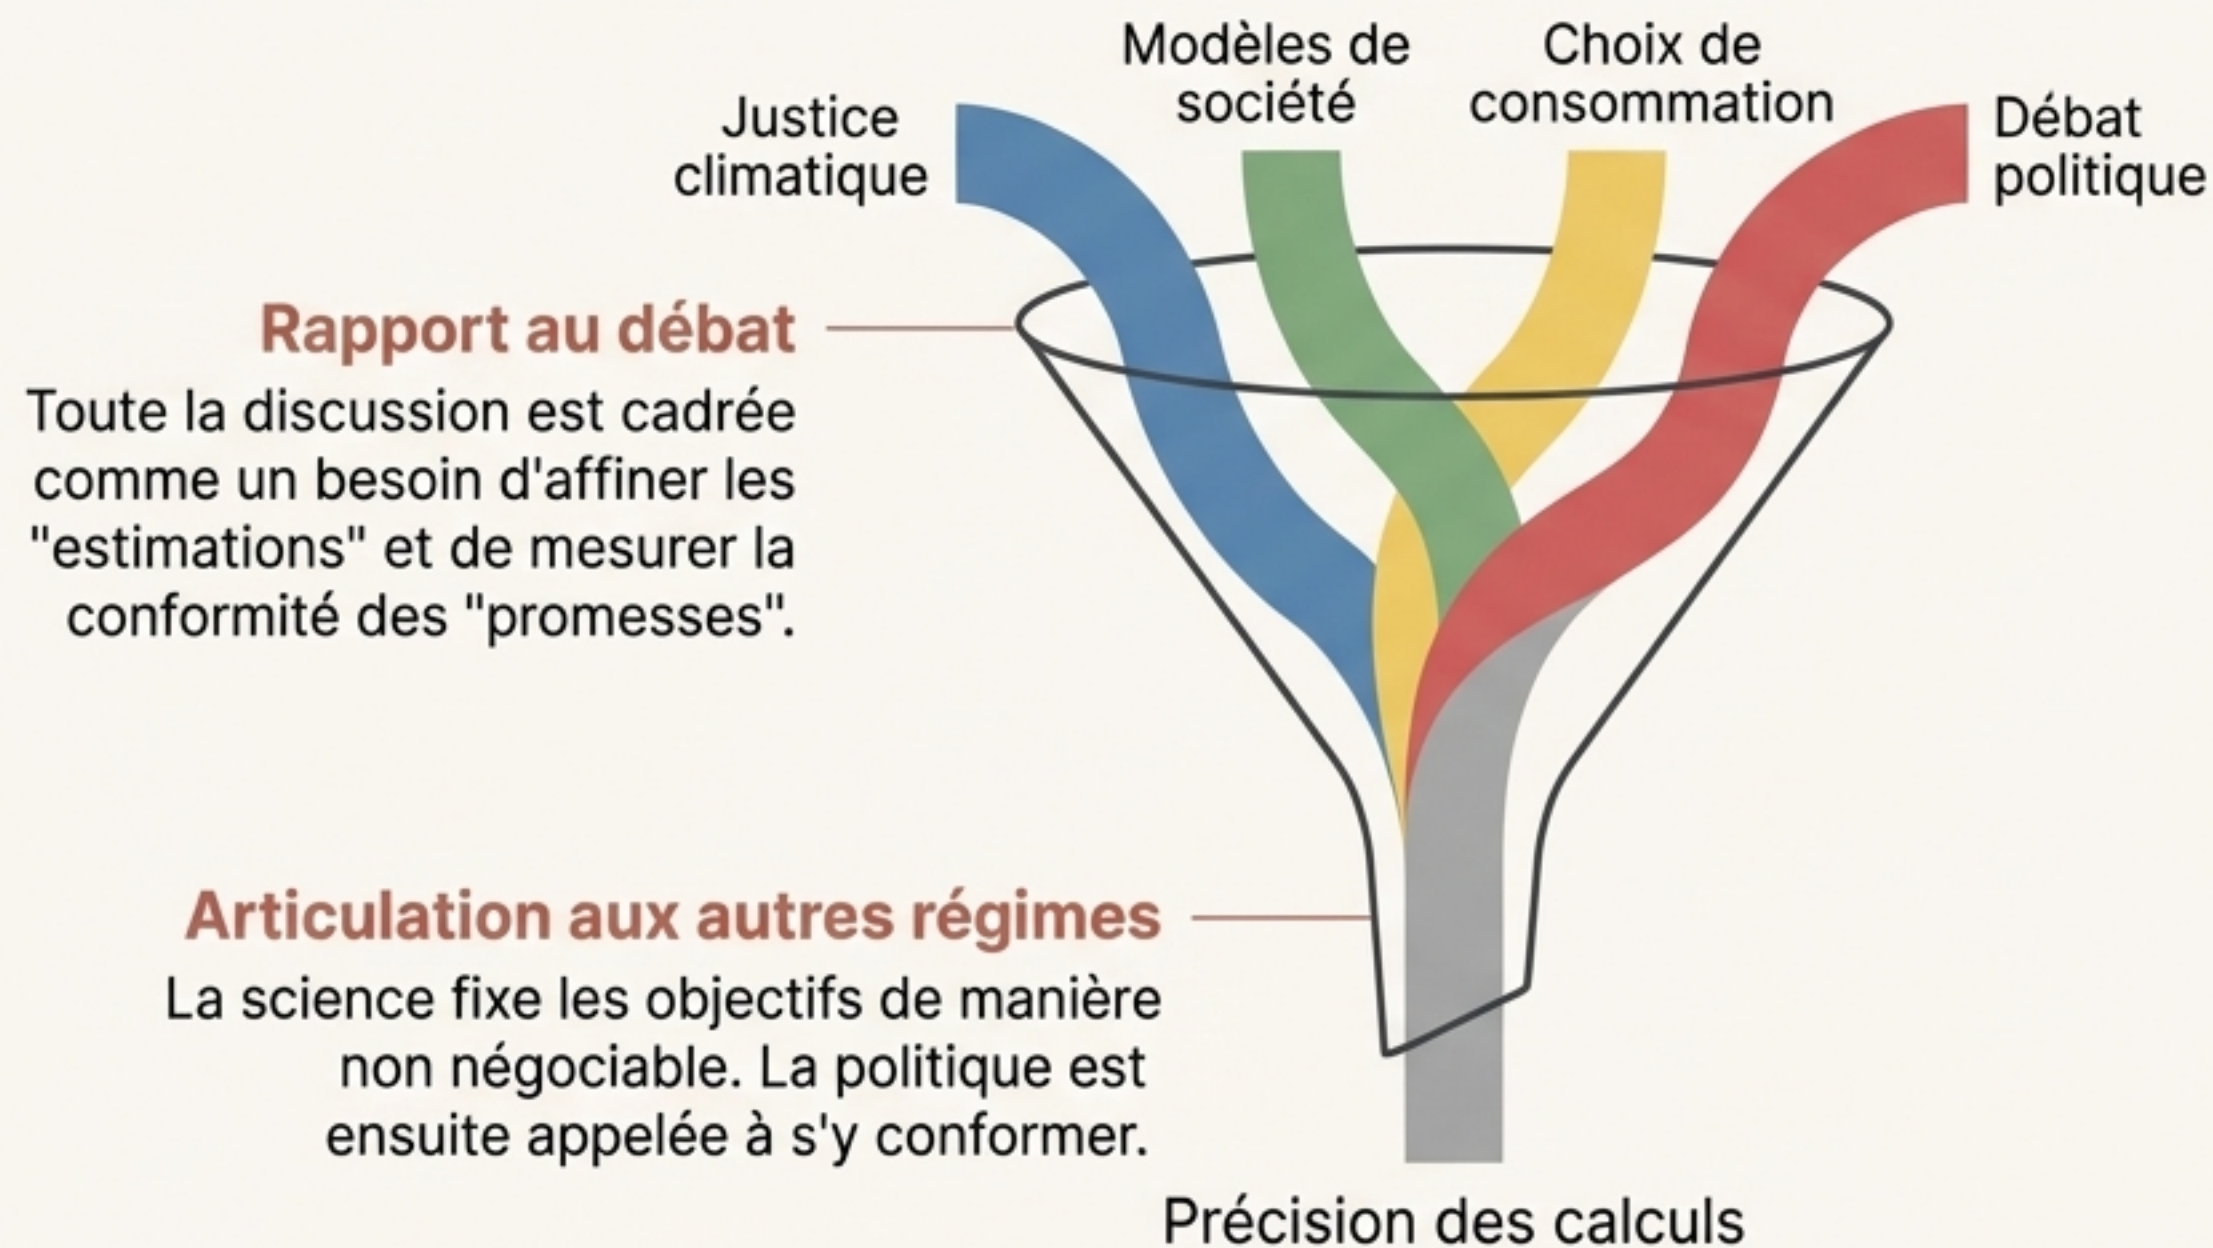 Modèles de
société
Choix de
consommation
Justice
climatique
Débat
politique
Rapport au débat
Toute la discussion est cadrée
comme un besoin d'affiner les
"estimations" et de mesurer la
conformité des "promesses".
Articulation aux autres régimes
La science fixe les objectifs de manière
non négociable. La politique est
ensuite appelée à s'y conformer.
Précision des calculs